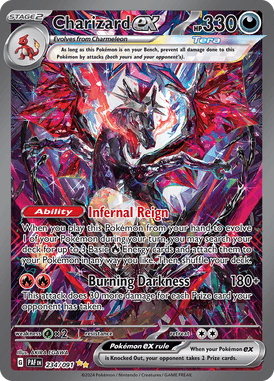 STAGE 2
Charizard ex
HP 330
Evolves from Charmeleon
Tera
As long as this Pokémon is on your Bench, prevent all damage done to this
Pokémon by attacks (both yours and your opponent's).
Ability Infernal Reign
When you play this Pokémon from your hand to evolve
1 of your Pokémon during your turn, you may search your
deck for up to 3 Basic Energy cards and attach them to
your Pokémon in any way you like. Then, shuffle your deck.
Burning Darkness 180+
This attack does 30 more damage for each Prize card your
opponent has taken.
weakness ×2 resistance retreat
Illus. AKIRA EGAWA
Pokémon ex rule
When your Pokémon ex is Knocked Out, your opponent takes 2 Prize cards.
G PAF EN 234/091
©2024 Pokémon / Nintendo / Creatures / GAME FREAK